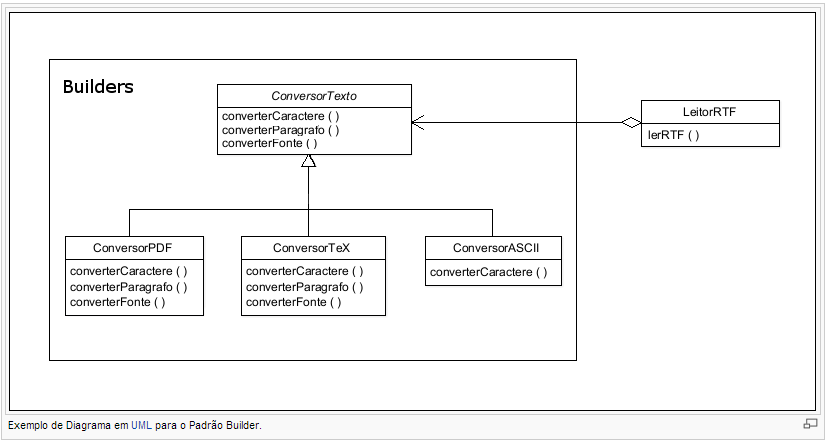 Builders
ConversorTexto
converterCaractere ( )
converterParagrafo ( )
converterFonte ( )
LeitorRTF
lerRTF ( )
ConversorPDF
converterCaractere ( )
converterParagrafo ( )
converterFonte ( )
ConversorTeX
converterCaractere ( )
converterParagrafo ( )
converterFonte ( )
ConversorASCII
converterCaractere ( )
Exemplo de Diagrama em UML para o Padrão Builder.